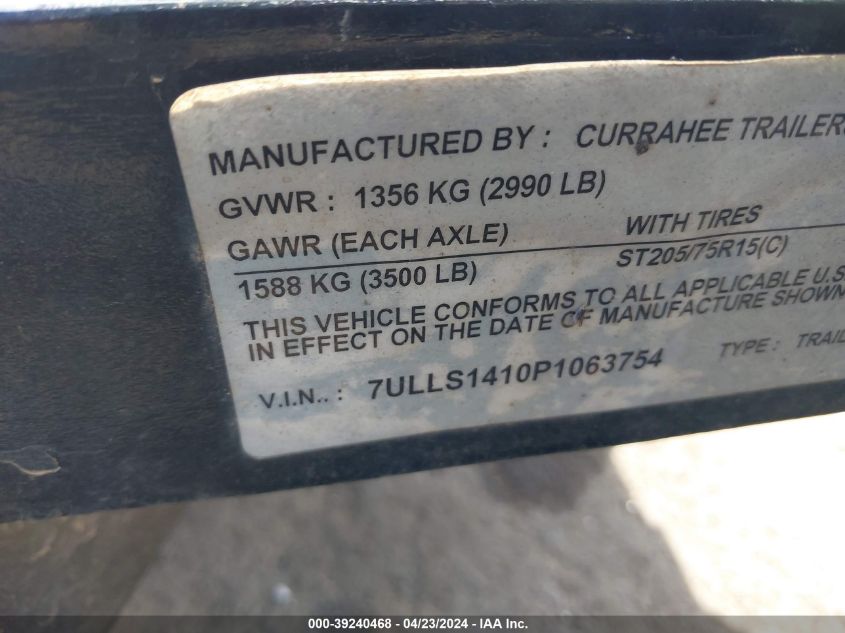 MANUFACTURED BY : CURRAHEE TRAILERS
GVWR : 1356 KG (2990 LB)
GAWR (EACH AXLE) WITH TIRES
1588 KG (3500 LB) ST205/75R15(C)
THIS VEHICLE CONFORMS TO ALL APPLICABLE U.S
IN EFFECT ON THE DATE OF MANUFACTURE SHOWN
V.I.N.. : 7ULLS1410P1063754 TYPE : TRAIL
000-39240468 - 04/23/2024 - IAA Inc.